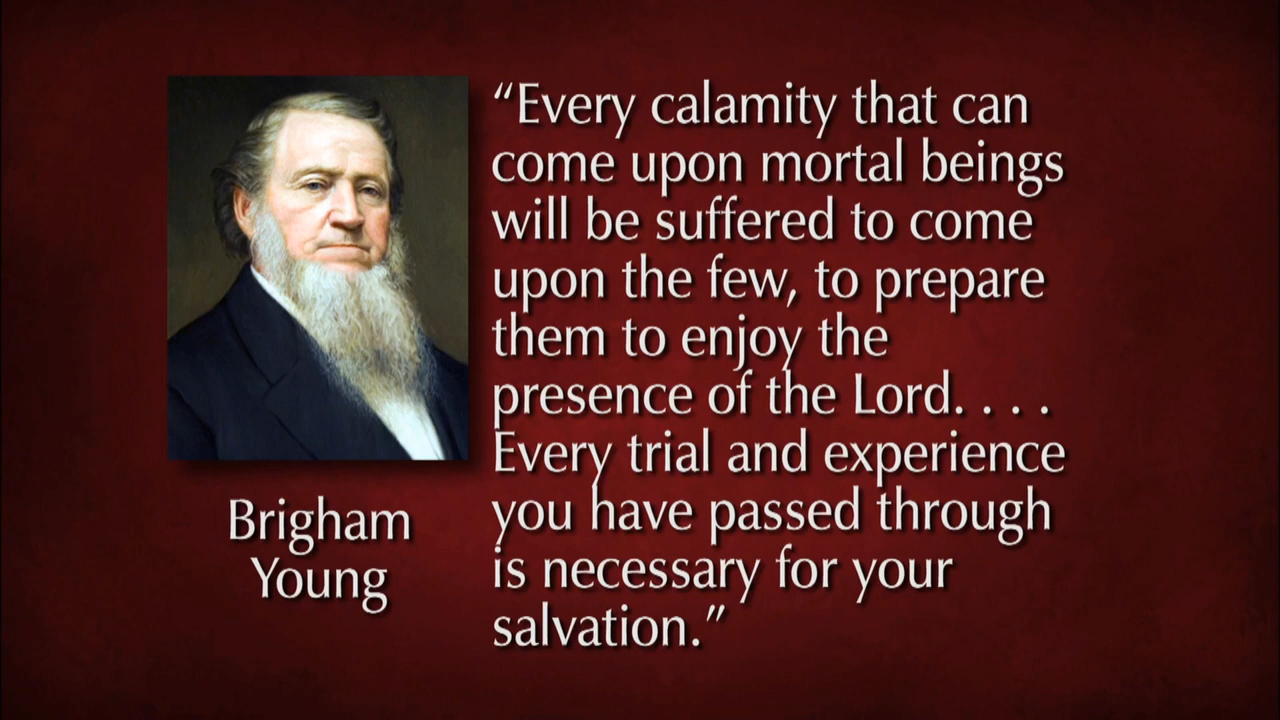 “Every calamity that can
come upon mortal beings
will be suffered to come
upon the few, to prepare
them to enjoy the
presence of the Lord. . . .
Every trial and experience
you have passed through
is necessary for your
salvation.”
Brigham
Young